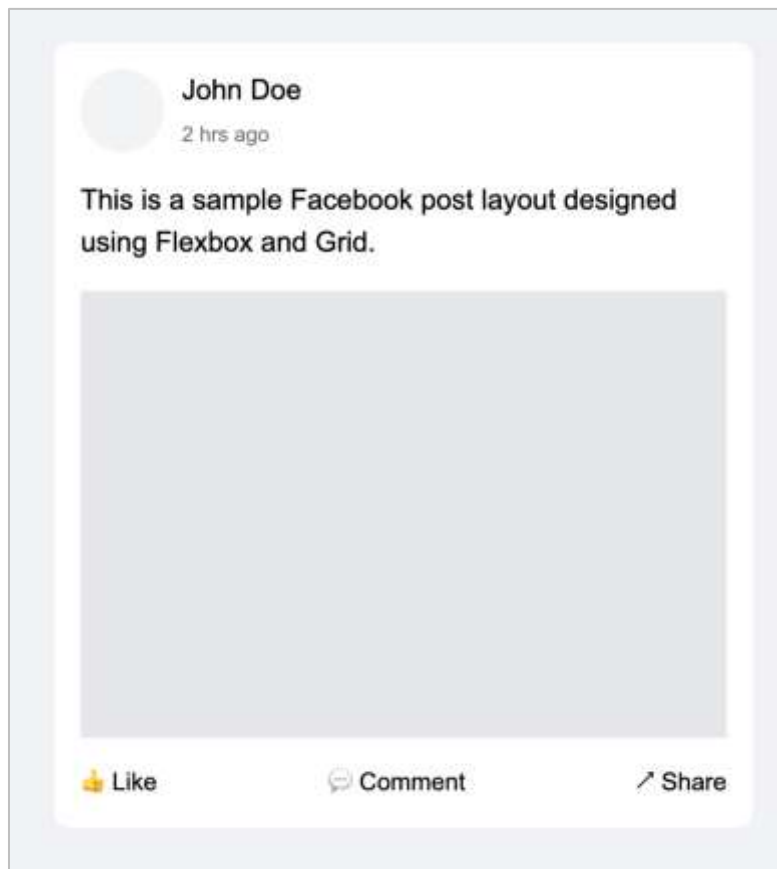 John Doe
2 hrs ago
This is a sample Facebook post layout designed
using Flexbox and Grid.
👍 Like
💬 Comment
↗ Share